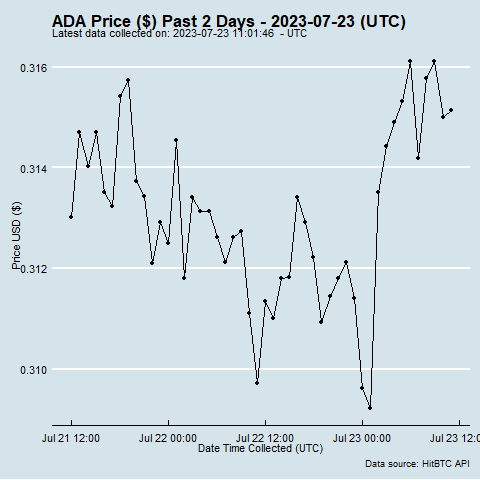 ADA Price ($) Past 2 Days - 2023-07-23 (UTC)
Latest data collected on: 2023-07-23 11:01:46 - UTC
0.316
0.314
0.312
0.310
Price USD ($)
Jul 21 12:00 Jul 22 00:00 Jul 22 12:00 Jul 23 00:00 Jul 23 12:00
Date Time Collected (UTC)
Data source: HitBTC API